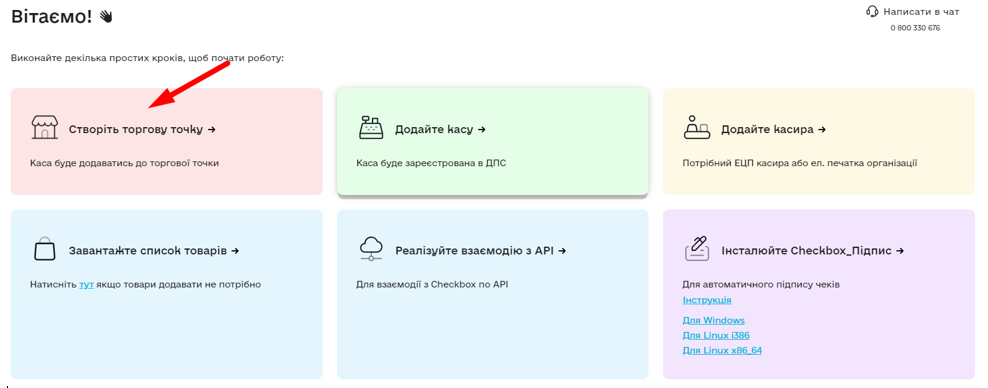 Вітаємо! 👋
Написати в чат
0 800 330 676
Виконайте декілька простих кроків, щоб почати роботу:
Створіть торгову точку →
Каса буде додаватись до торгової точки
Додайте касу →
Каса буде зареєстрована в ДПС
Додайте касира →
Потрібний ЕЦП касира або ел. печатка організації
Завантажте список товарів →
Натисніть тут якщо товари додавати не потрібно
Реалізуйте взаємодію з API →
Для взаємодії з Checkbox по API
Інсталюйте Checkbox_Підпис →
Для автоматичного підпису чеків
Інструкція
Для Windows
Для Linux i386
Для Linux x86_64